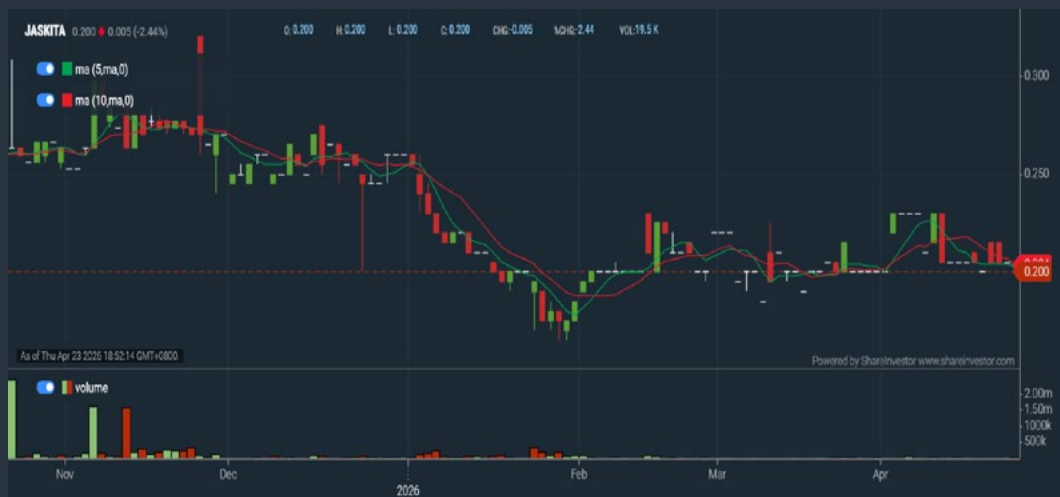 JASKITA 0.200 0.005 (-2.44%) O: 0.200 H: 0.200 L: 0.200 C: 0.200 CHG:-0.005 %CHG:-2.44 VOL:19.5 K
ma (5,ma,0)
ma (10,ma,0)
0.300
0.250
0.200
As of Thu Apr 23 2026 18:52:14 GMT+0800
Powered by ShareInvestor www.shareinvestor.com
volume
2.00m
1.50m
1000k
500k
Nov Dec Feb Mar Apr
2026